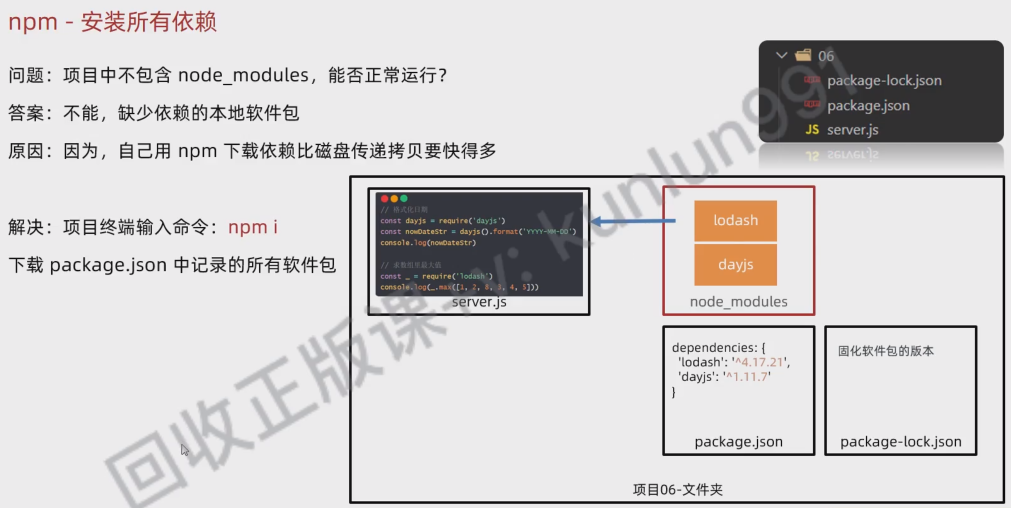 npm - 安装所有依赖
问题：项目中不包含 node_modules，能否正常运行？
答案：不能，缺少依赖的本地软件包
原因：因为，自己用 npm 下载依赖比磁盘传递拷贝要快得多
解决：项目终端输入命令：npm i
下载 package.json 中记录的所有软件包
06
package-lock.json
package.json
JS server.js
// 格式化日期
const dayjs = require('dayjs')
const nowDateStr = dayjs().format('YYYY-MM-DD')
console.log(nowDateStr)
// 求数组里最大值
const _ = require('lodash')
console.log(_.max([1, 2, 8, 3, 4, 5]))
server.js
lodash
dayjs
node_modules
dependencies: {
'lodash': '^4.17.21',
'dayjs': '^1.11.7'
}
package.json
固化软件包的版本
package-lock.json
项目06-文件夹
回收正版课+v: kunlun991